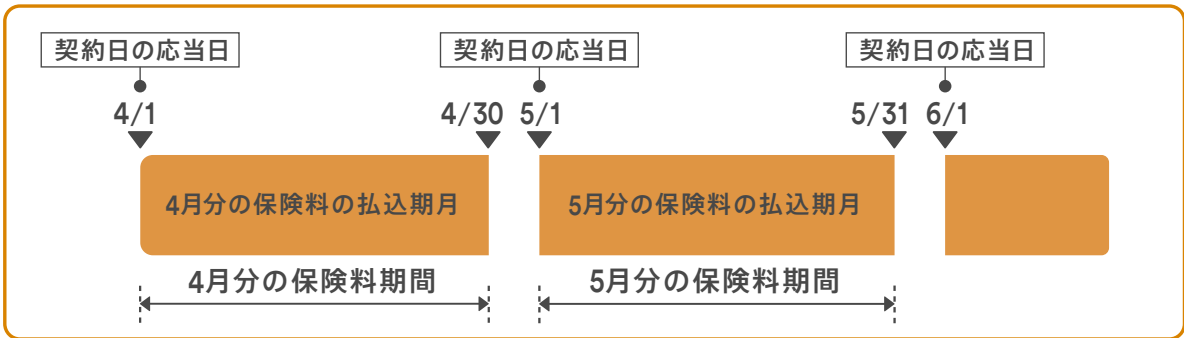 契約日の応当日 契約日の応当日 契約日の応当日
4/1 4/30 5/1 5/31 6/1
4月分の保険料の払込期月 5月分の保険料の払込期月
4月分の保険料期間 5月分の保険料期間